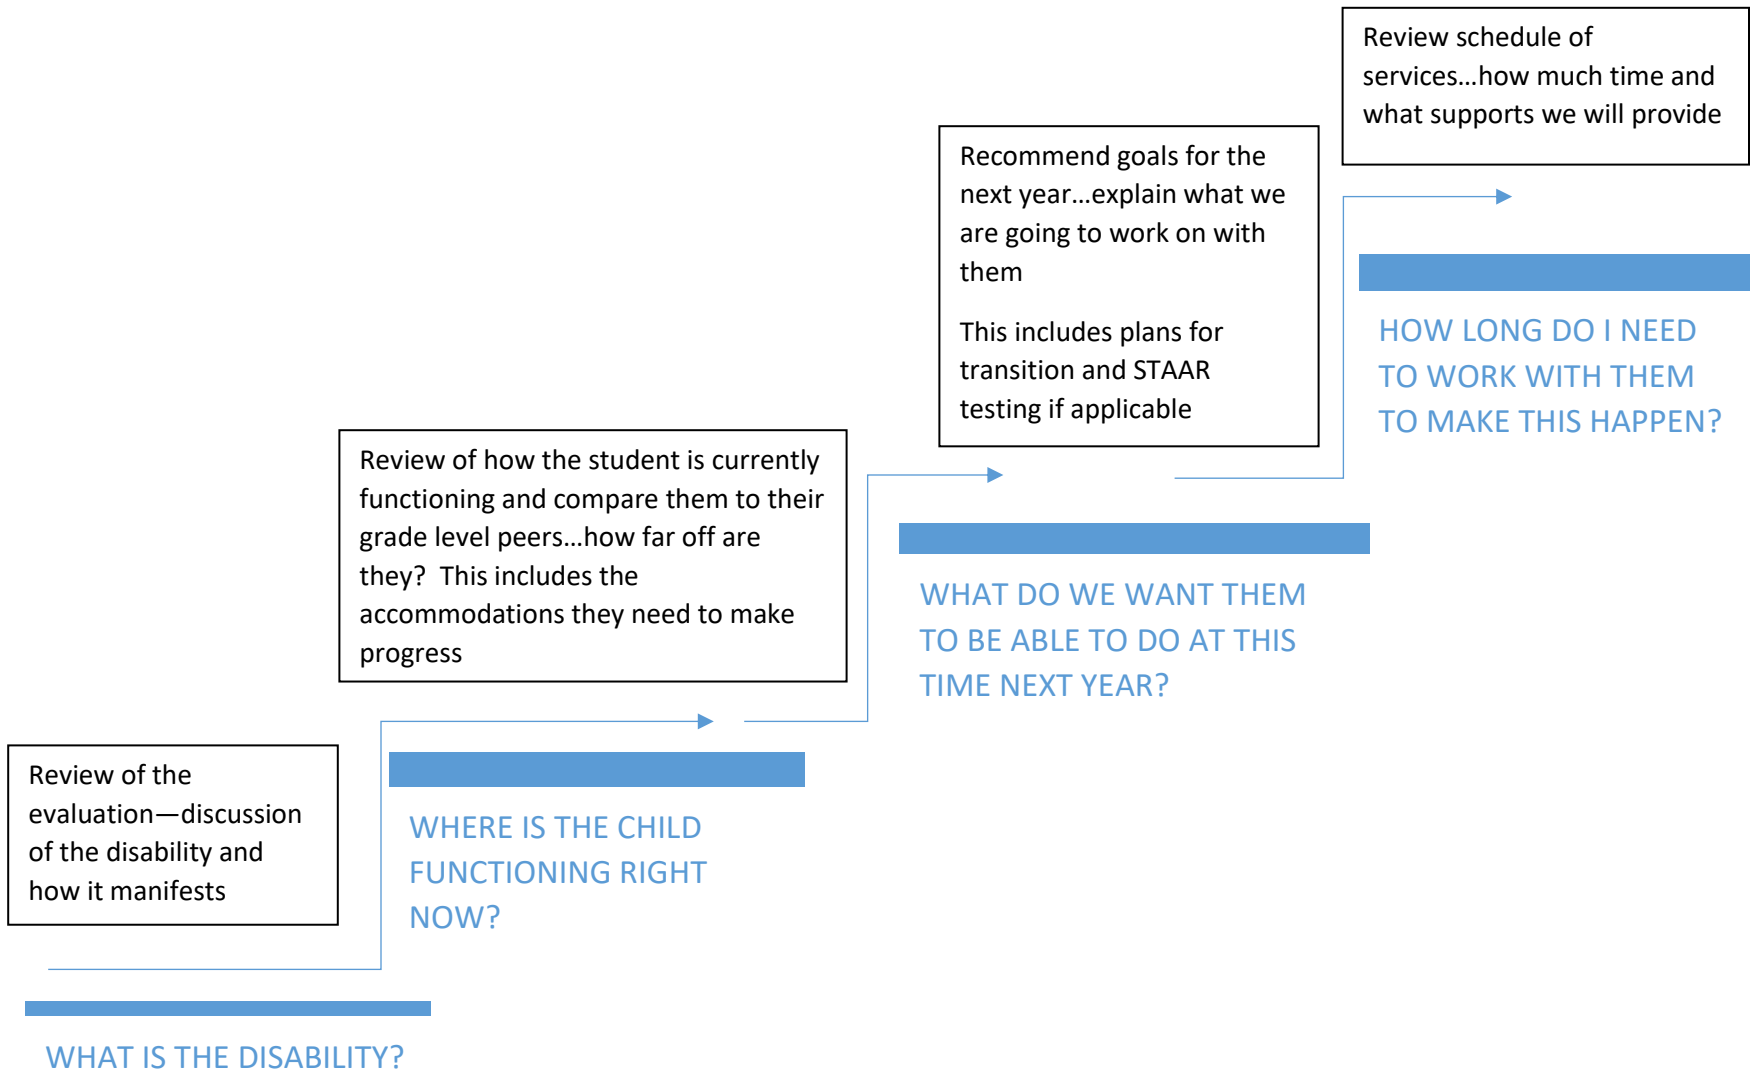 Review schedule of
services…how much time and
what supports we will provide
Recommend goals for the
next year…explain what we
are going to work on with
them
This includes plans for
transition and STAAR
testing if applicable
HOW LONG DO I NEED
TO WORK WITH THEM
TO MAKE THIS HAPPEN?
Review of how the student is currently
functioning and compare them to their
grade level peers…how far off are
they?  This includes the
accommodations they need to make
progress
WHAT DO WE WANT THEM
TO BE ABLE TO DO AT THIS
TIME NEXT YEAR?
Review of the
evaluation—discussion
of the disability and
how it manifests
WHERE IS THE CHILD
FUNCTIONING RIGHT
NOW?
WHAT IS THE DISABILITY?